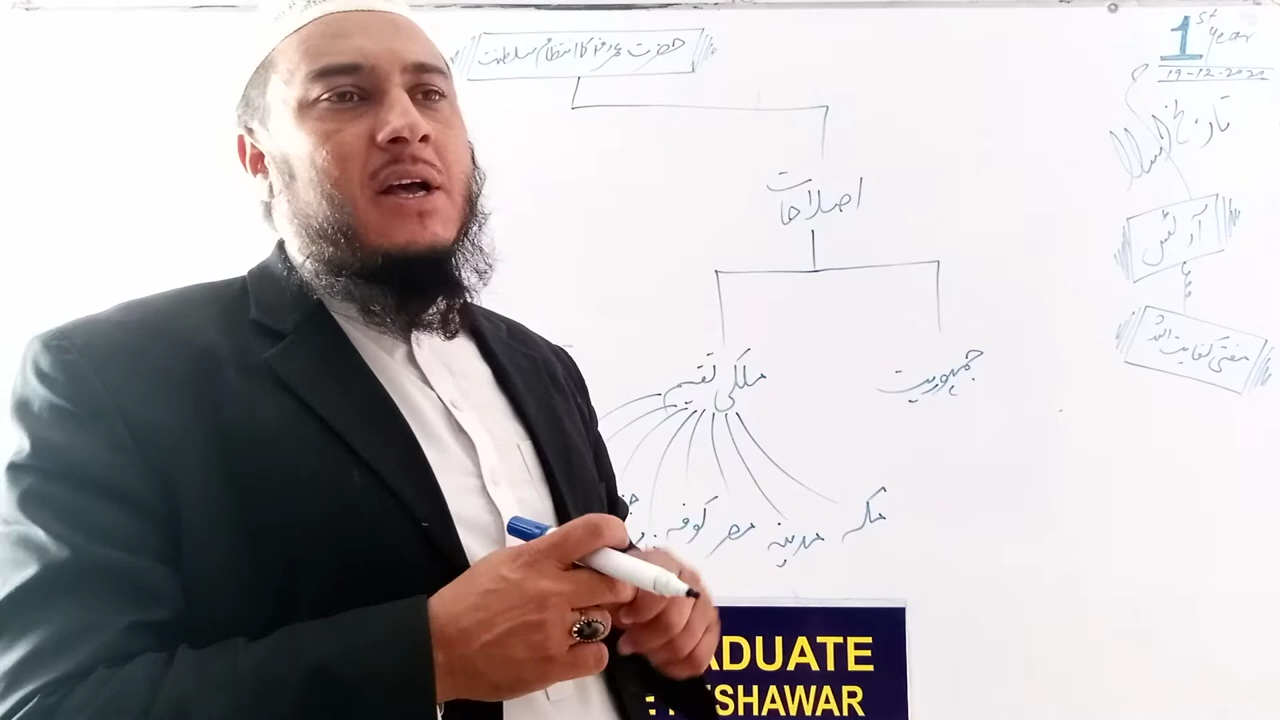 حضرت عمرؓ کا انتظام سلطنت
1st year
19-12-2020
تاریخ اسلام
آرٹس
مفتی کفایت اللہ
اصلاحات
جمہوریت
ملکی تقسیم
مکہ مدینہ مصر کوفہ
ADUATE
ESHAWAR